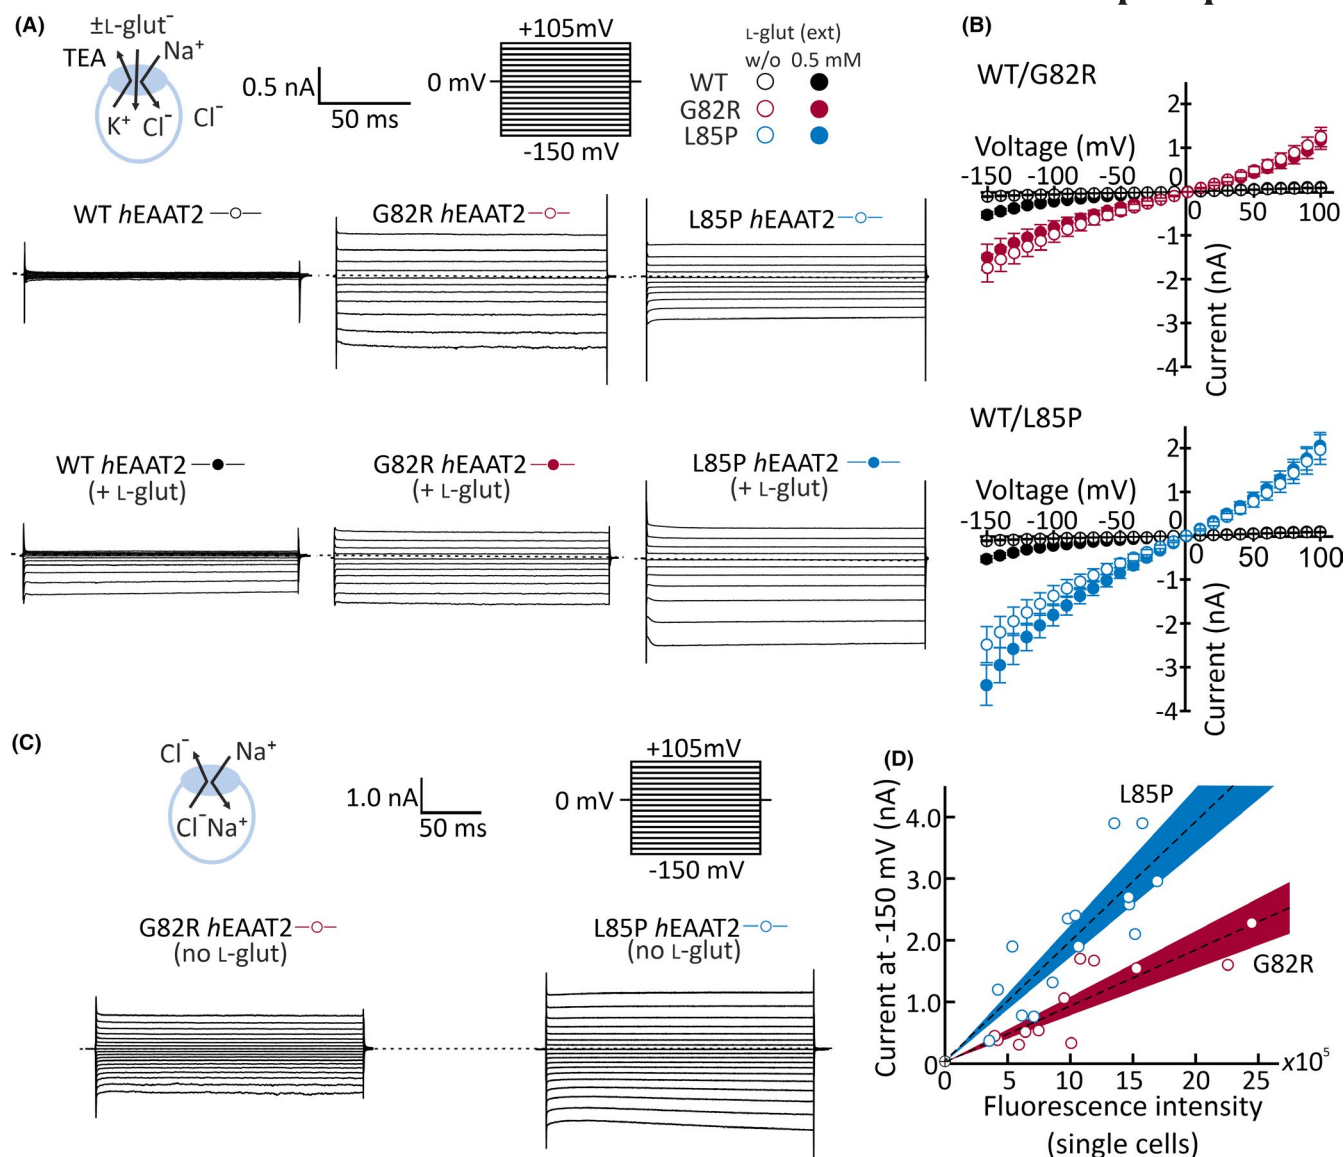 (A)
±L-glut⁻
TEA
Na⁺
K⁺ Cl⁻
Cl⁻
0.5 nA
50 ms
+105mV
0 mV
-150 mV
L-glut (ext)
w/o 0.5 mM
WT
G82R
L85P
WT hEAAT2
G82R hEAAT2
L85P hEAAT2
WT hEAAT2
(+ L-glut)
G82R hEAAT2
(+ L-glut)
L85P hEAAT2
(+ L-glut)
(B)
WT/G82R
Voltage (mV)
-150 -100 -50 0
0 50 100
2
1
-1
-2
-3
-4
Current (nA)
WT/L85P
Voltage (mV)
-150 -100 -50 0
0 50 100
2
1
-1
-2
-3
-4
Current (nA)
(C)
Cl⁻
Na⁺
Cl⁻Na⁺
1.0 nA
50 ms
+105mV
0 mV
-150 mV
G82R hEAAT2
(no L-glut)
L85P hEAAT2
(no L-glut)
(D)
Current at -150 mV (nA)
4.0
3.0
2.0
1.0
0
L85P
G82R
0 5 10 15 20 25 x10⁵
Fluorescence intensity
(single cells)